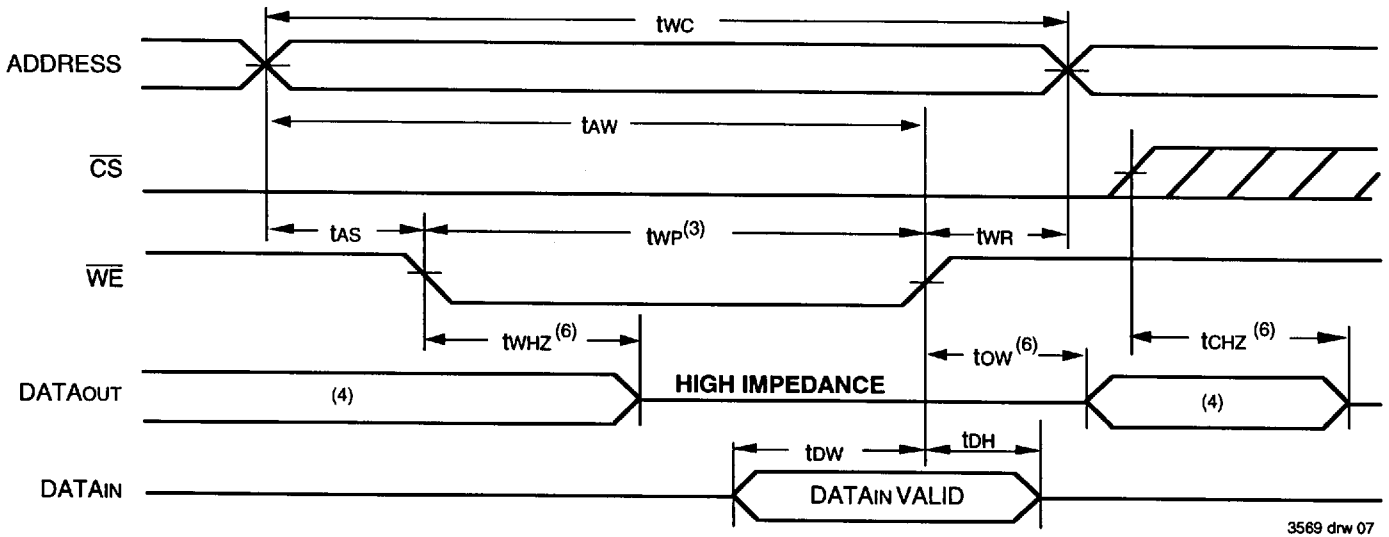 tWC
ADDRESS
tAW
CS
tAS
tWP(3)
tWR
WE
tWHZ(6)
tOW(6)
tCHZ(6)
DATAOUT
(4)
HIGH IMPEDANCE
(4)
tDW
tDH
DATAIN
DATAIN VALID
3569 drw 07